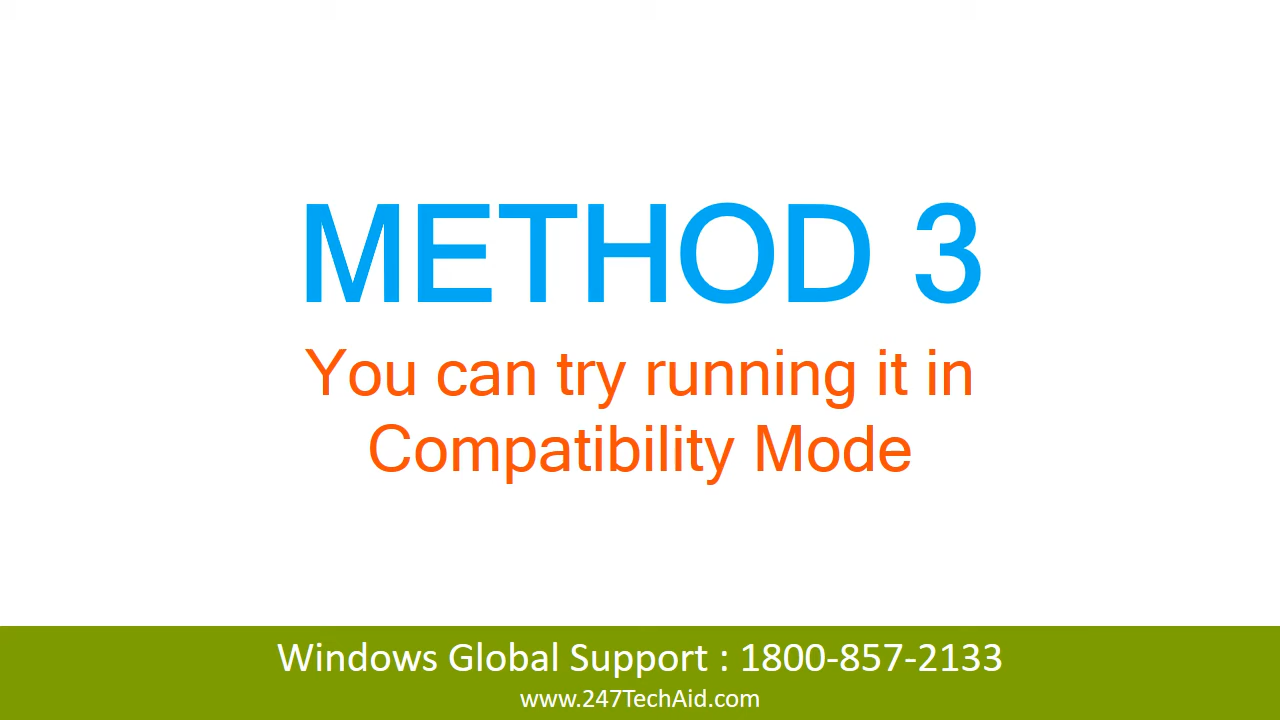 METHOD 3
You can try running it in
Compatibility Mode
Windows Global Support : 1800-857-2133
www.247TechAid.com